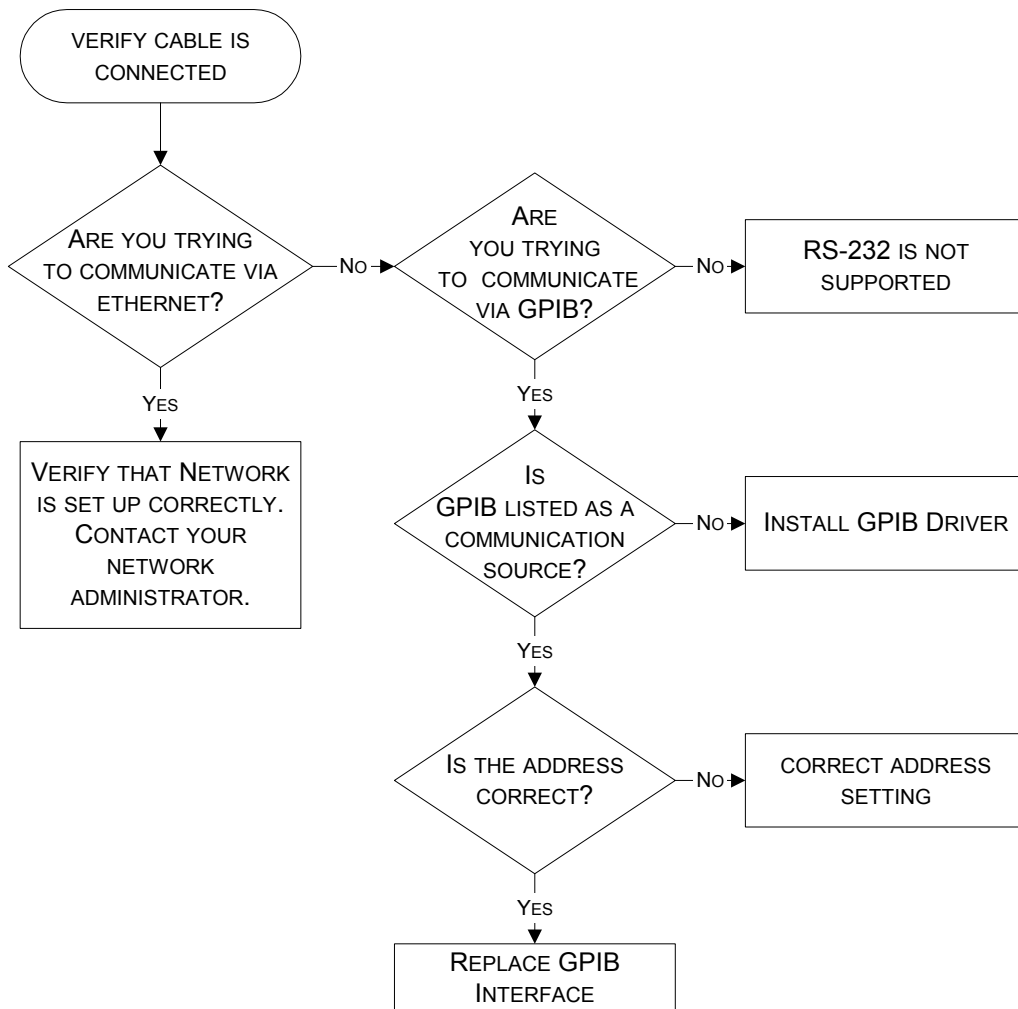 VERIFY CABLE IS
CONNECTED
ARE YOU TRYING
TO COMMUNICATE VIA
ETHERNET?
NO
YES
VERIFY THAT NETWORK
IS SET UP CORRECTLY.
CONTACT YOUR
NETWORK
ADMINISTRATOR.
ARE
YOU TRYING
TO COMMUNICATE
VIA GPIB?
NO
RS-232 IS NOT
SUPPORTED
YES
IS
GPIB LISTED AS A
COMMUNICATION
SOURCE?
NO
INSTALL GPIB DRIVER
YES
IS THE ADDRESS
CORRECT?
NO
CORRECT ADDRESS
SETTING
YES
REPLACE GPIB
INTERFACE